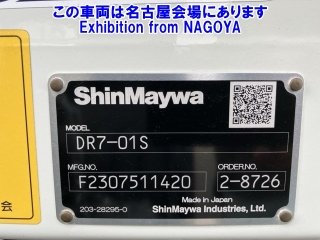 この車両は名古屋会場にあります
Exhibition from NAGOYA
ShinMaywa
MODEL
DR7-01S
MFG.NO. ORDER.NO.
F2307511420 2-8726
Made in Japan
203-28295-0 ShinMaywa Industries, Ltd.
会